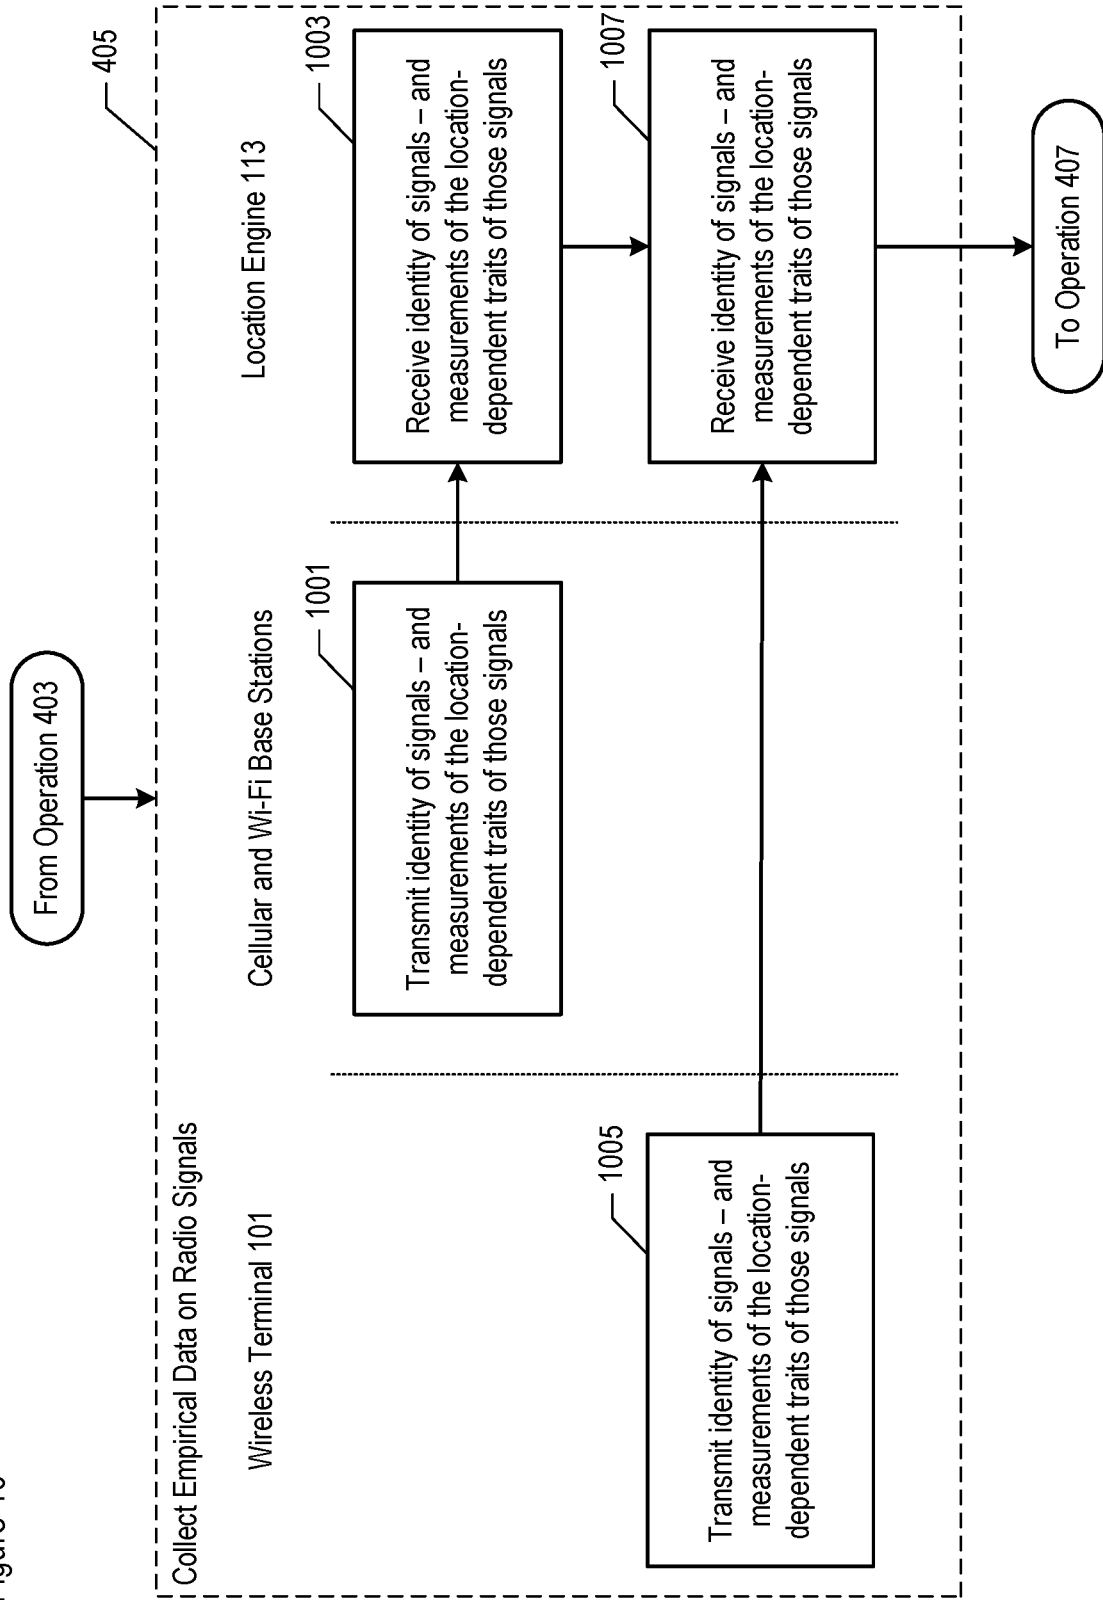 Figure 10
From Operation 403
405
Collect Empirical Data on Radio Signals
Wireless Terminal 101
Cellular and Wi-Fi Base Stations
Location Engine 113
1001
Transmit identity of signals – and
measurements of the location-
dependent traits of those signals
1003
Receive identity of signals – and
measurements of the location-
dependent traits of those signals
1005
Transmit identity of signals – and
measurements of the location-
dependent traits of those signals
1007
Receive identity of signals – and
measurements of the location-
dependent traits of those signals
To Operation 407